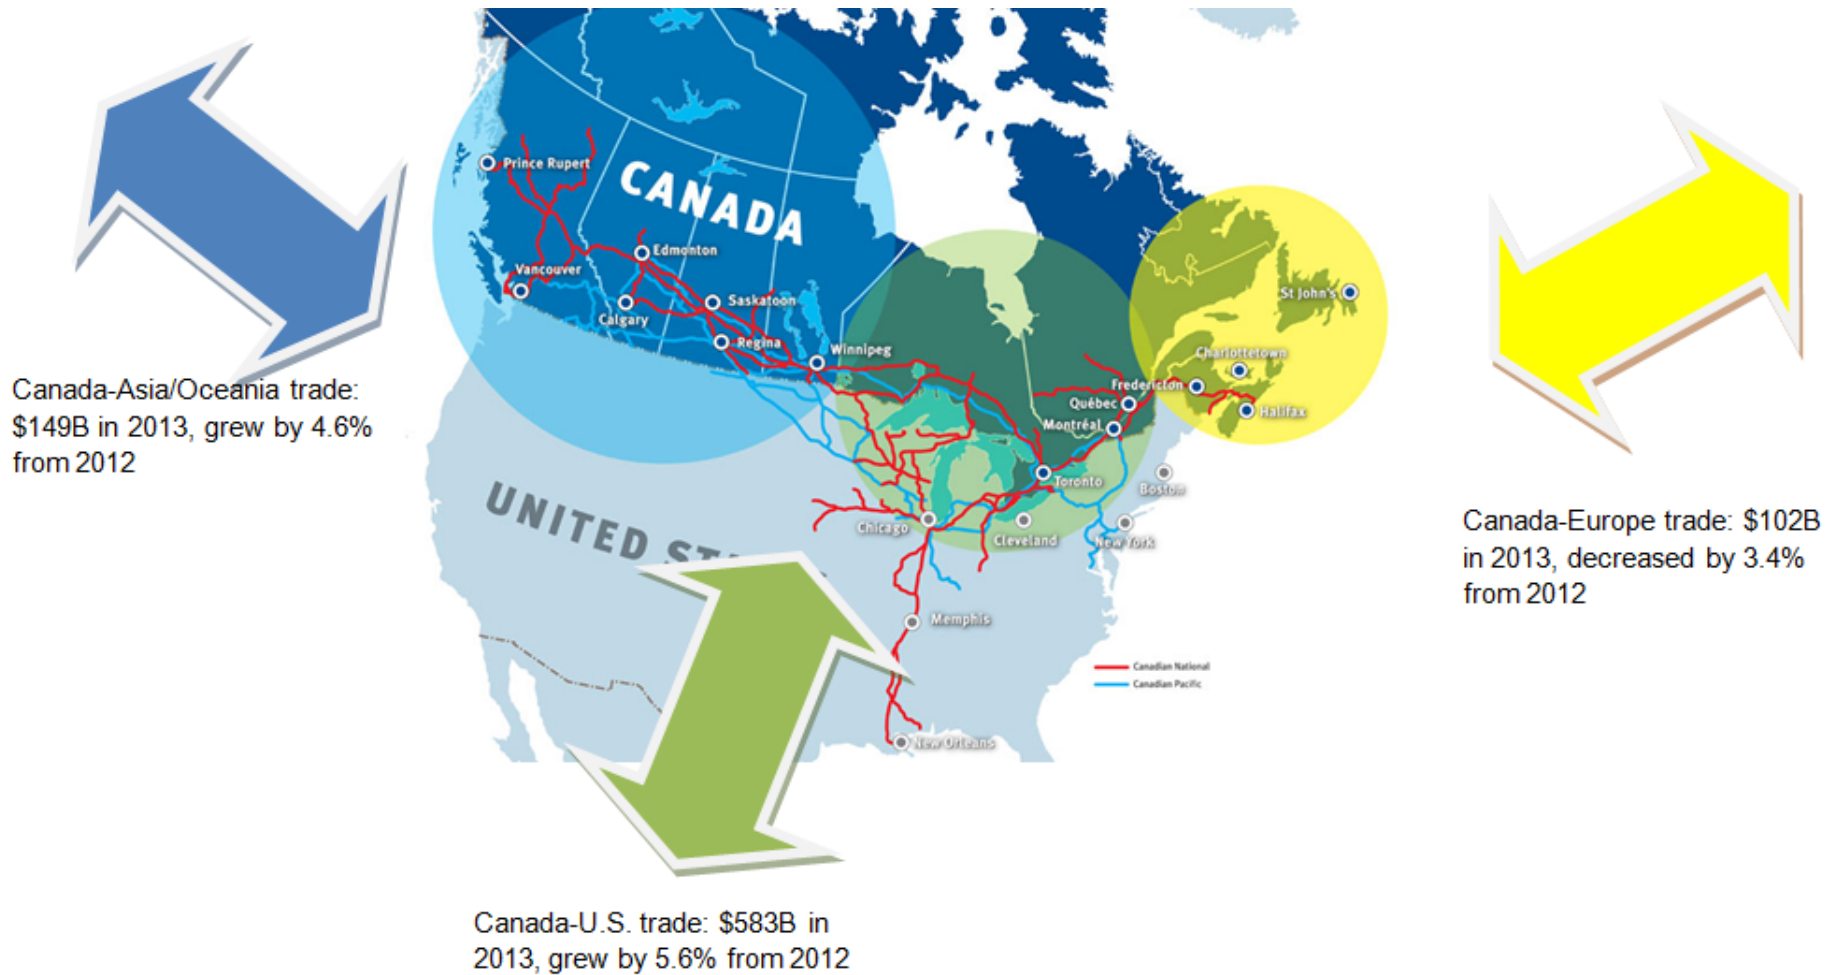 CANADA
Prince Rupert
Edmonton
Vancouver
Saskatoon
Calgary
Regina
Winnipeg
St John's
Charlottetown
Fredericton
Québec
Halifax
Montréal
Toronto
Boston
Chicago
Cleveland
New York
UNITED ST
Memphis
New Orleans
Canadian National
Canadian Pacific
Canada-Asia/Oceania trade:
$149B in 2013, grew by 4.6%
from 2012
Canada-Europe trade: $102B
in 2013, decreased by 3.4%
from 2012
Canada-U.S. trade: $583B in
2013, grew by 5.6% from 2012